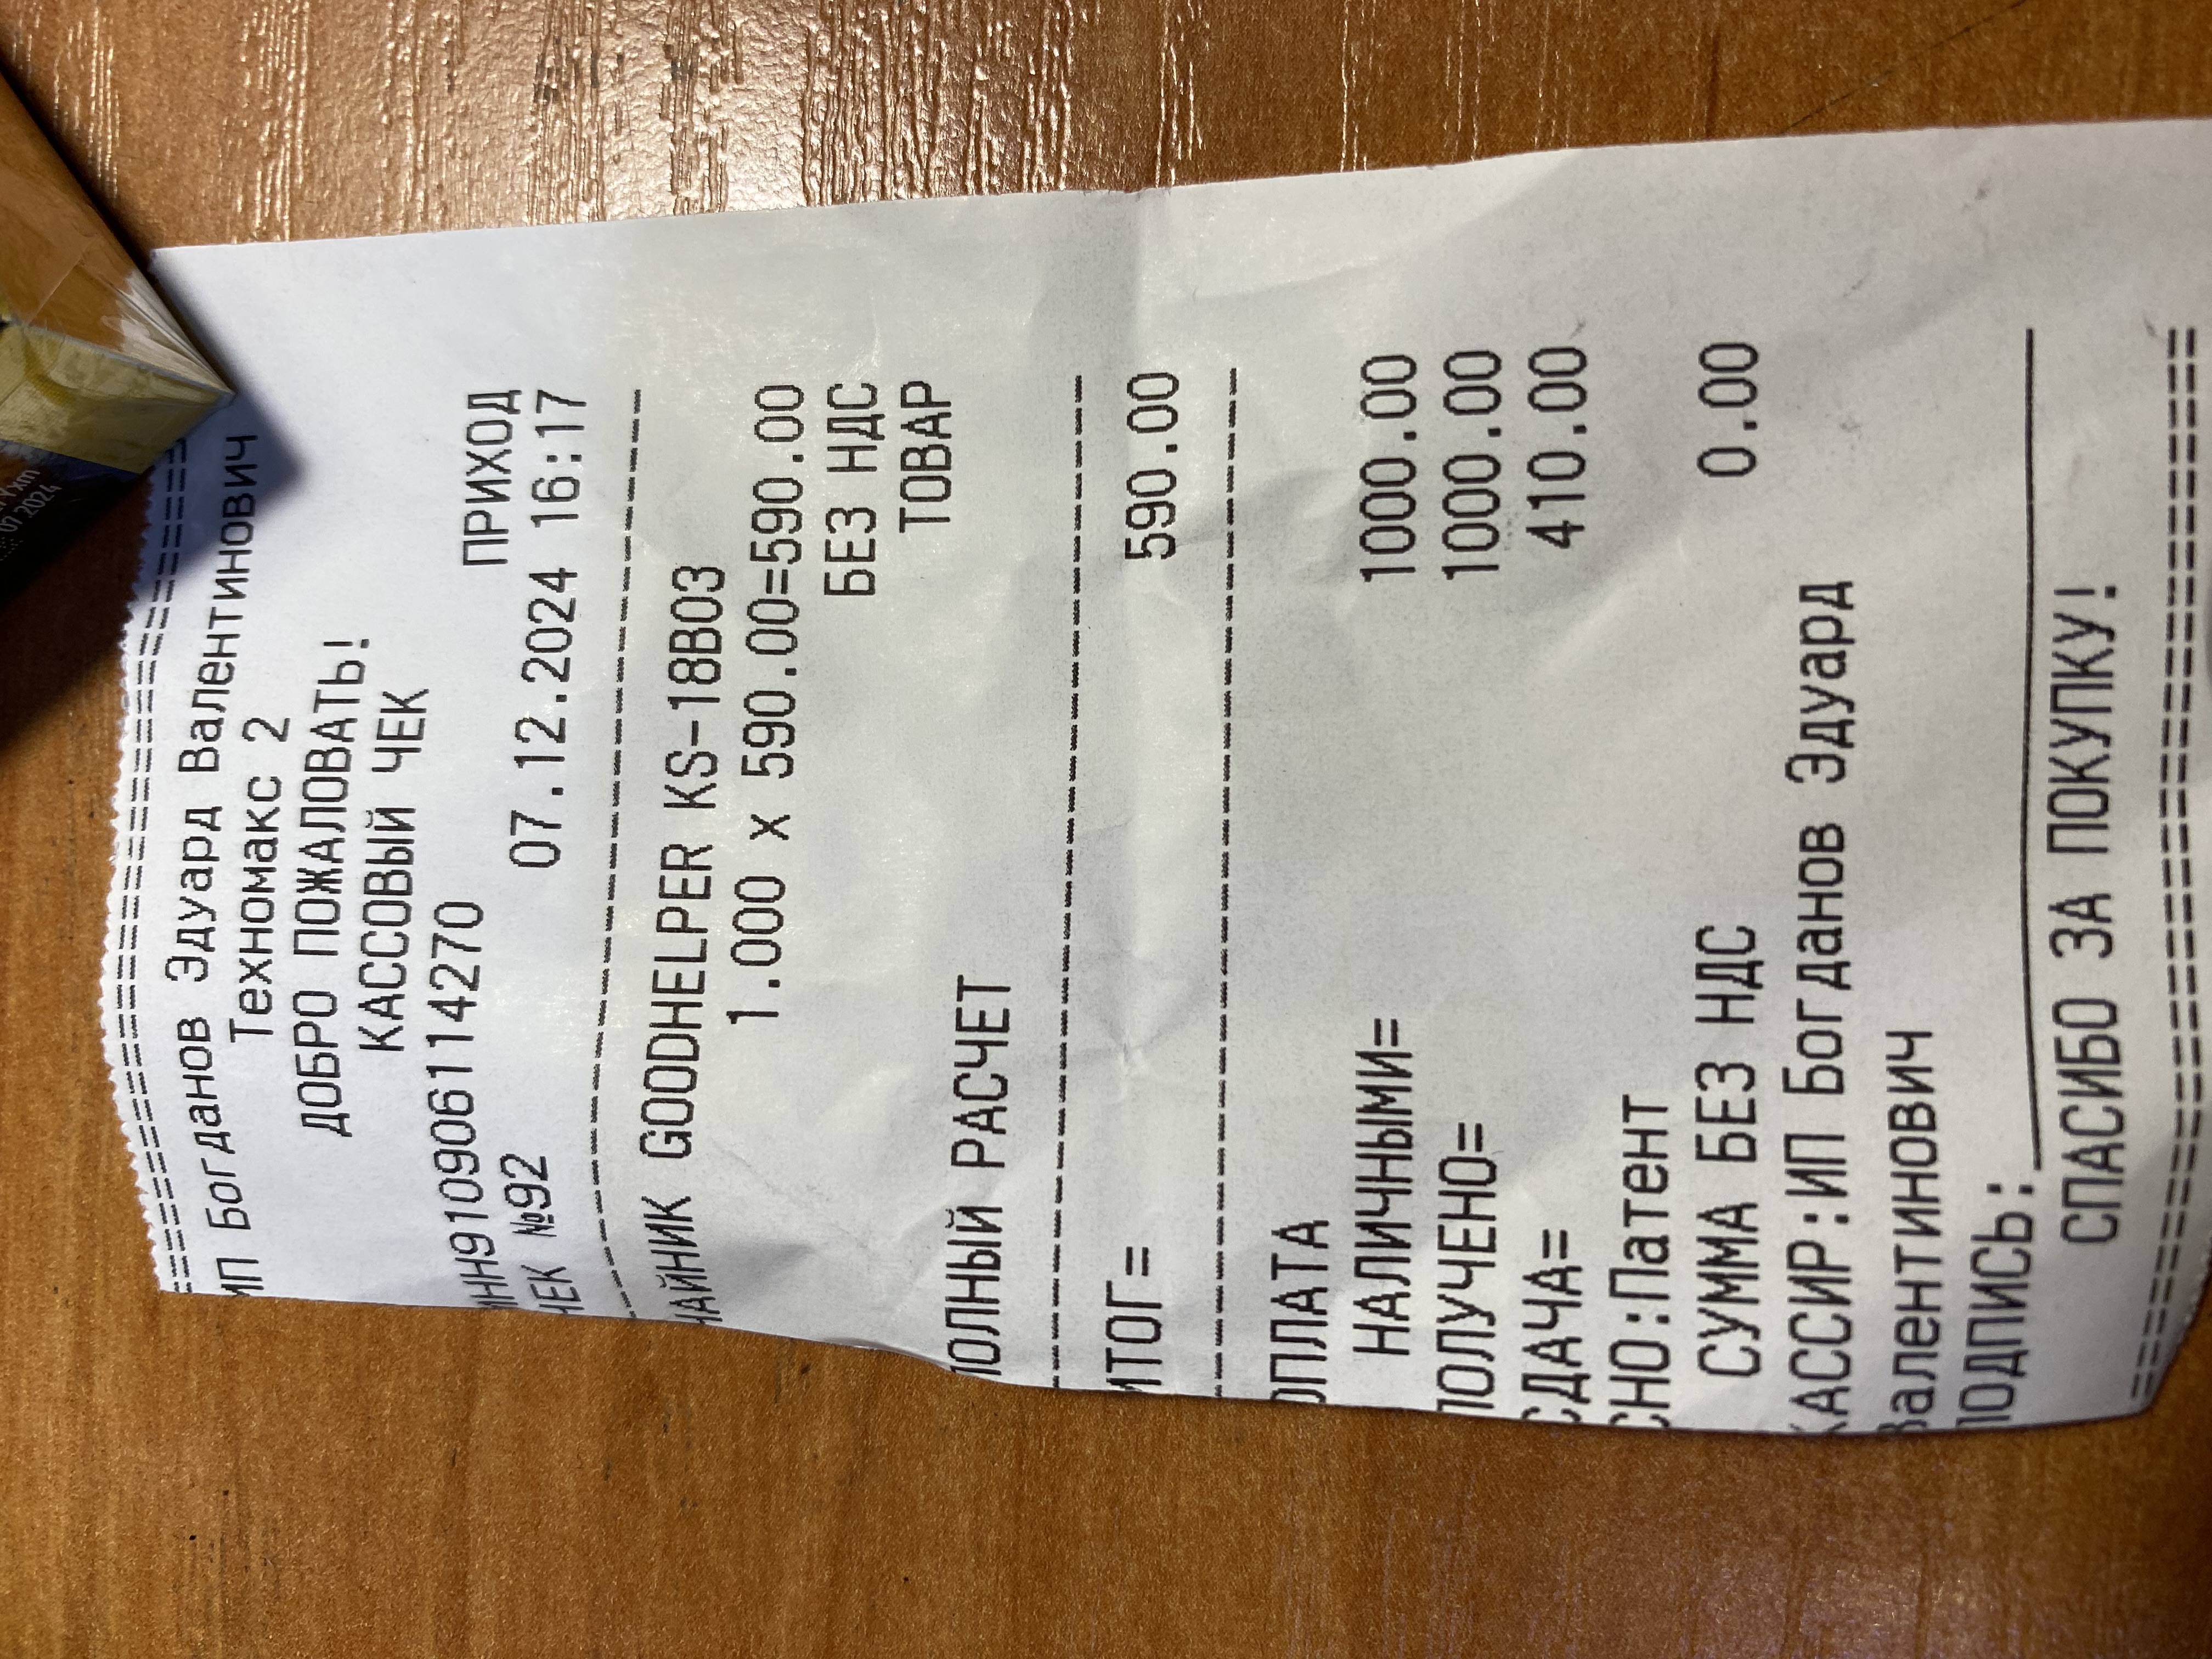 ИП Богданов Эдуард Валентинович
Техномакс 2
ДОБРО ПОЖАЛОВАТЬ!
КАССОВЫЙ ЧЕК
ИНН910906114270 ПРИХОД
ЧЕК №92 07.12.2024 16:17
ЧАЙНИК GOODHELPER KS-18B03
1.000 x 590.00=590.00
БЕЗ НДС
ТОВАР
ПОЛНЫЙ РАСЧЕТ
ИТОГ= 590.00
ОПЛАТА
НАЛИЧНЫМИ= 1000.00
ПОЛУЧЕНО= 1000.00
СДАЧА= 410.00
СНО:Патент
СУММА БЕЗ НДС 0.00
КАССИР:ИП Богданов Эдуард
Валентинович
ПОДПИСЬ:
СПАСИБО ЗА ПОКУПКУ!
07 2024